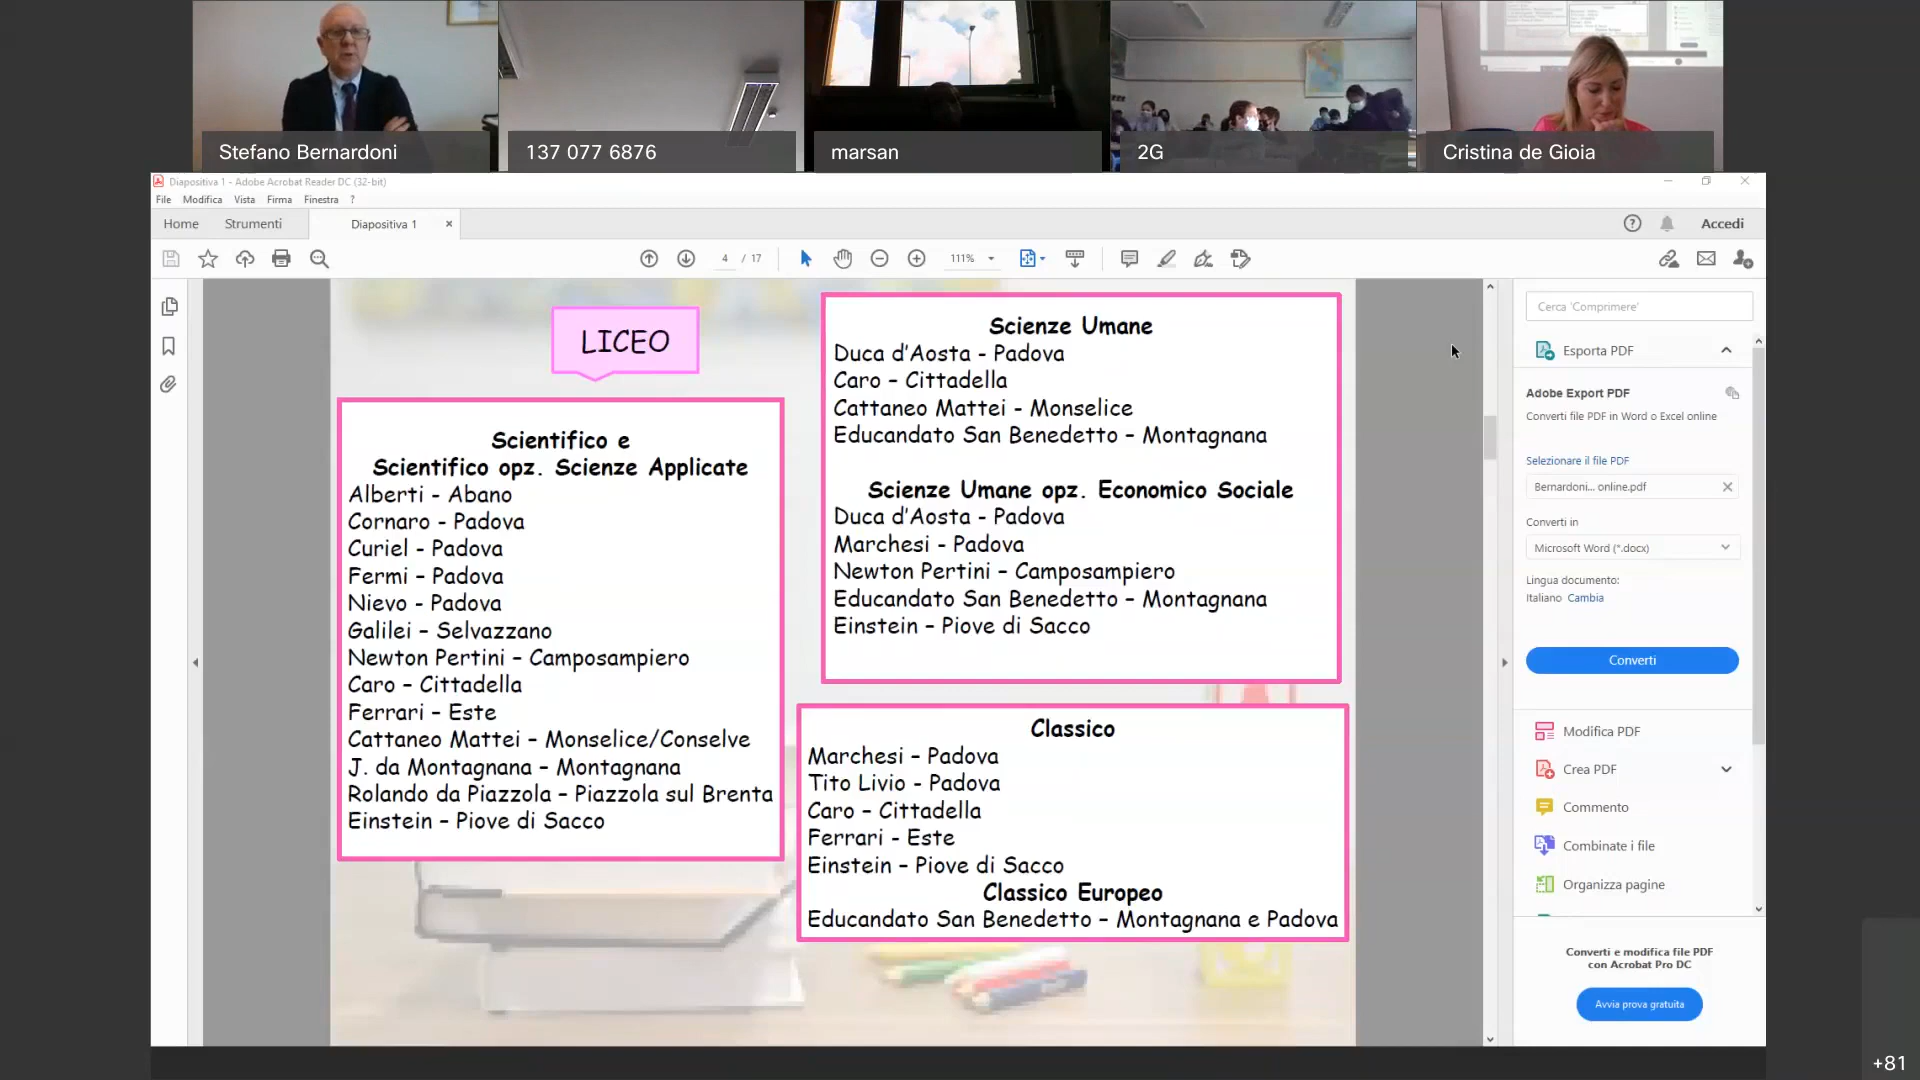 Stefano Bernardoni
137 077 6876
marsan
2G
Cristina de Gioia
Diapositiva 1 - Adobe Acrobat Reader DC (32-bit)
File Modifica Vista Firma Finestra ?
Home Strumenti Diapositiva 1 Accedi
4 / 17 111%
LICEO
Scientifico e
Scientifico opz. Scienze Applicate
Alberti - Abano
Cornaro - Padova
Curiel - Padova
Fermi - Padova
Nievo - Padova
Galilei – Selvazzano
Newton Pertini – Camposampiero
Caro – Cittadella
Ferrari – Este
Cattaneo Mattei – Monselice/Conselve
J. da Montagnana – Montagnana
Rolando da Piazzola – Piazzola sul Brenta
Einstein – Piove di Sacco
Scienze Umane
Duca d’Aosta - Padova
Caro – Cittadella
Cattaneo Mattei - Monselice
Educandato San Benedetto – Montagnana
Scienze Umane opz. Economico Sociale
Duca d’Aosta - Padova
Marchesi - Padova
Newton Pertini – Camposampiero
Educandato San Benedetto – Montagnana
Einstein – Piove di Sacco
Classico
Marchesi – Padova
Tito Livio - Padova
Caro – Cittadella
Ferrari - Este
Einstein – Piove di Sacco
Classico Europeo
Educandato San Benedetto – Montagnana e Padova
Cerca 'Comprimere'
Esporta PDF
Adobe Export PDF
Converti file PDF in Word o Excel online
Selezionare il file PDF
Bernardoni... online.pdf
Converti in
Microsoft Word (*.docx)
Lingua documento:
Italiano Cambia
Converti
Modifica PDF
Crea PDF
Commento
Combinate i file
Organizza pagine
Converti e modifica file PDF
con Acrobat Pro DC
Avvia prova gratuita
+81